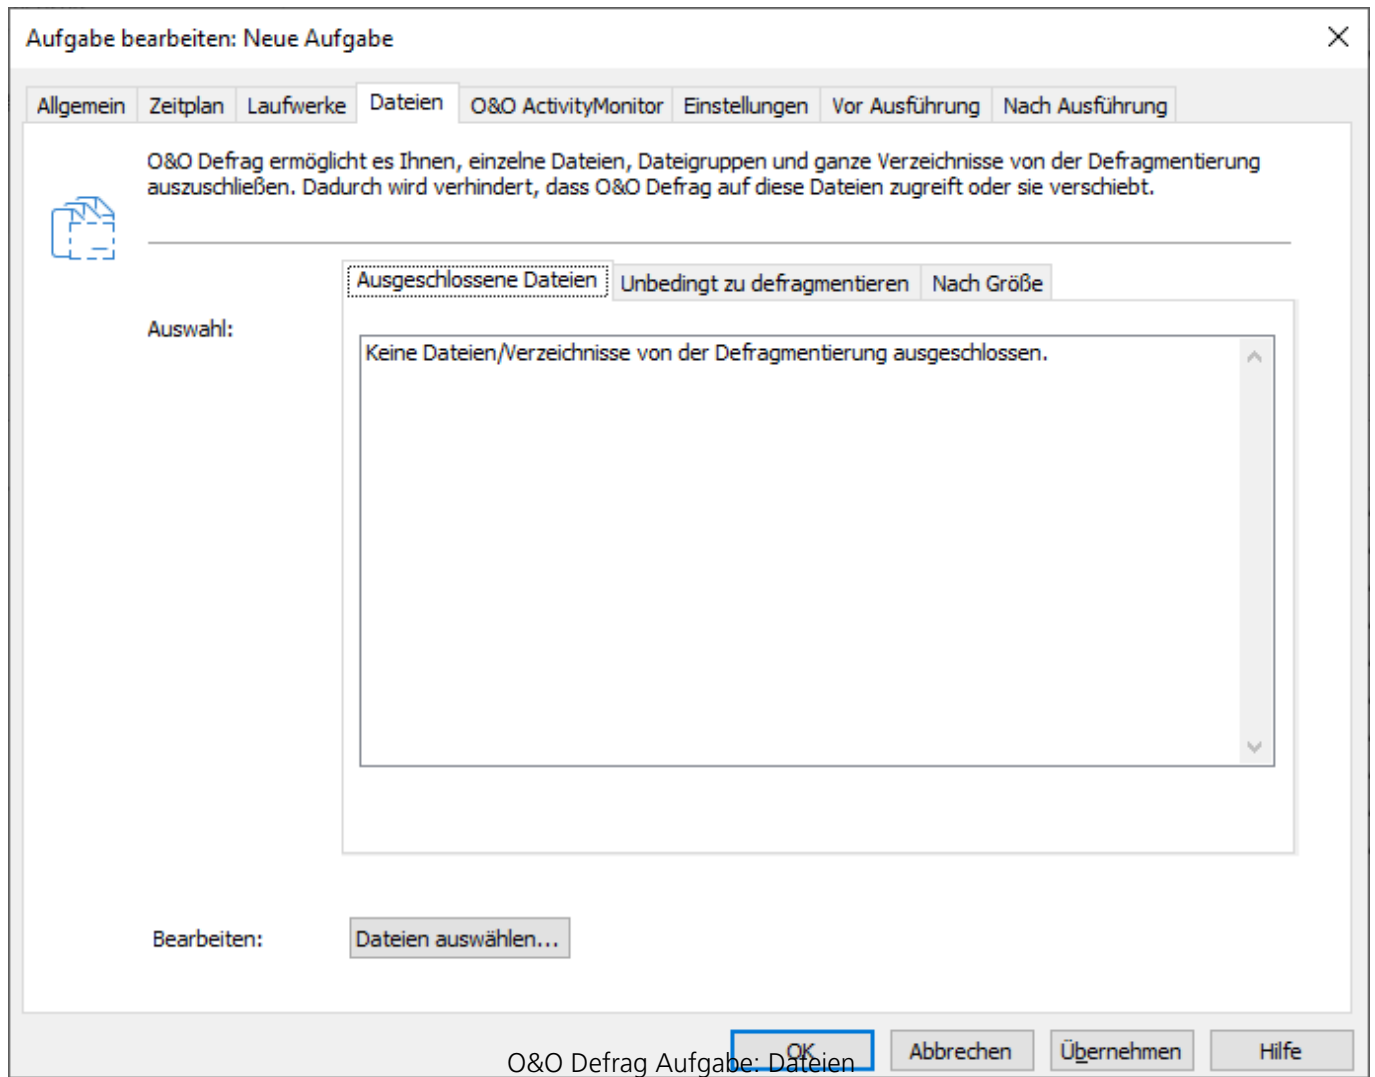 Aufgabe bearbeiten: Neue Aufgabe
Allgemein Zeitplan Laufwerke Dateien O&O ActivityMonitor Einstellungen Vor Ausführung Nach Ausführung
O&O Defrag ermöglicht es Ihnen, einzelne Dateien, Dateigruppen und ganze Verzeichnisse von der Defragmentierung
auszuschließen. Dadurch wird verhindert, dass O&O Defrag auf diese Dateien zugreift oder sie verschiebt.
Ausgeschlossene Dateien Unbedingt zu defragmentieren Nach Größe
Auswahl:
Keine Dateien/Verzeichnisse von der Defragmentierung ausgeschlossen.
Bearbeiten: Dateien auswählen...
OK Abbrechen Übernehmen Hilfe
O&O Defrag Aufgabe: Dateien